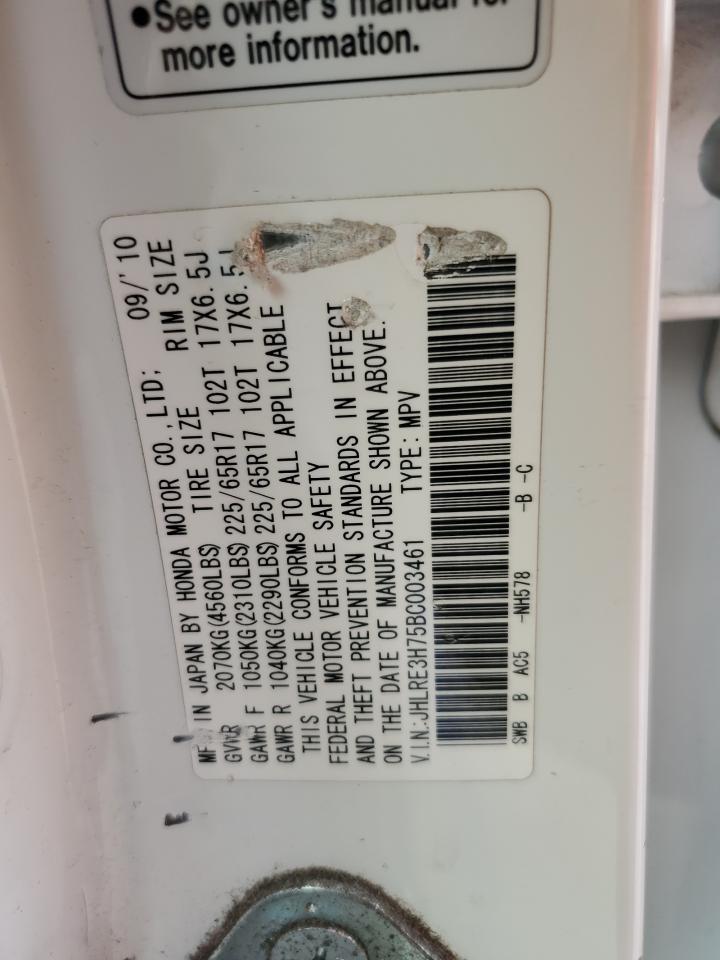 ●See owner's manual for
more information.
MF IN JAPAN BY HONDA MOTOR CO.,LTD; 09/'10
GVWR 2070KG(4560LBS) TIRE SIZE RIM SIZE
GAWR F 1050KG(2310LBS) 225/65R17 102T 17X6.5J
GAWR R 1040KG(2290LBS) 225/65R17 102T 17X6.5J
THIS VEHICLE CONFORMS TO ALL APPLICABLE
FEDERAL MOTOR VEHICLE SAFETY
AND THEFT PREVENTION STANDARDS IN EFFECT
ON THE DATE OF MANUFACTURE SHOWN ABOVE.
V.I.N.:JHLRE3H75BC003461 TYPE:MPV
SWB B AC5 -NH578 -B -C